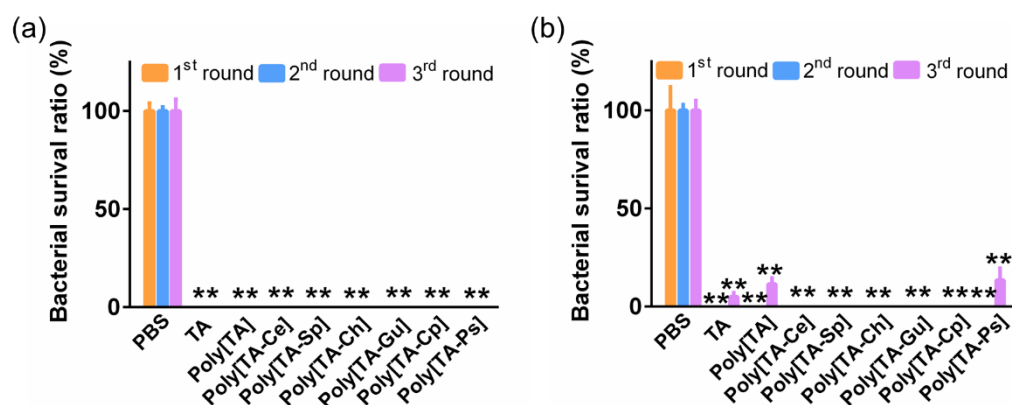 (a)
Bacterial surival ratio (%)
1st round 2nd round 3rd round
100
50
0
** ** ** ** ** ** ** **
PBS
TA
Poly[TA]
Poly[TA-Ce]
Poly[TA-Sp]
Poly[TA-Ch]
Poly[TA-Gu]
Poly[TA-Cp]
Poly[TA-Ps]
(b)
Bacterial surival ratio (%)
1st round 2nd round 3rd round
100
50
0
** ** ** ** ** ** ** ** ** ** **
PBS
TA
Poly[TA]
Poly[TA-Ce]
Poly[TA-Sp]
Poly[TA-Ch]
Poly[TA-Gu]
Poly[TA-Cp]
Poly[TA-Ps]